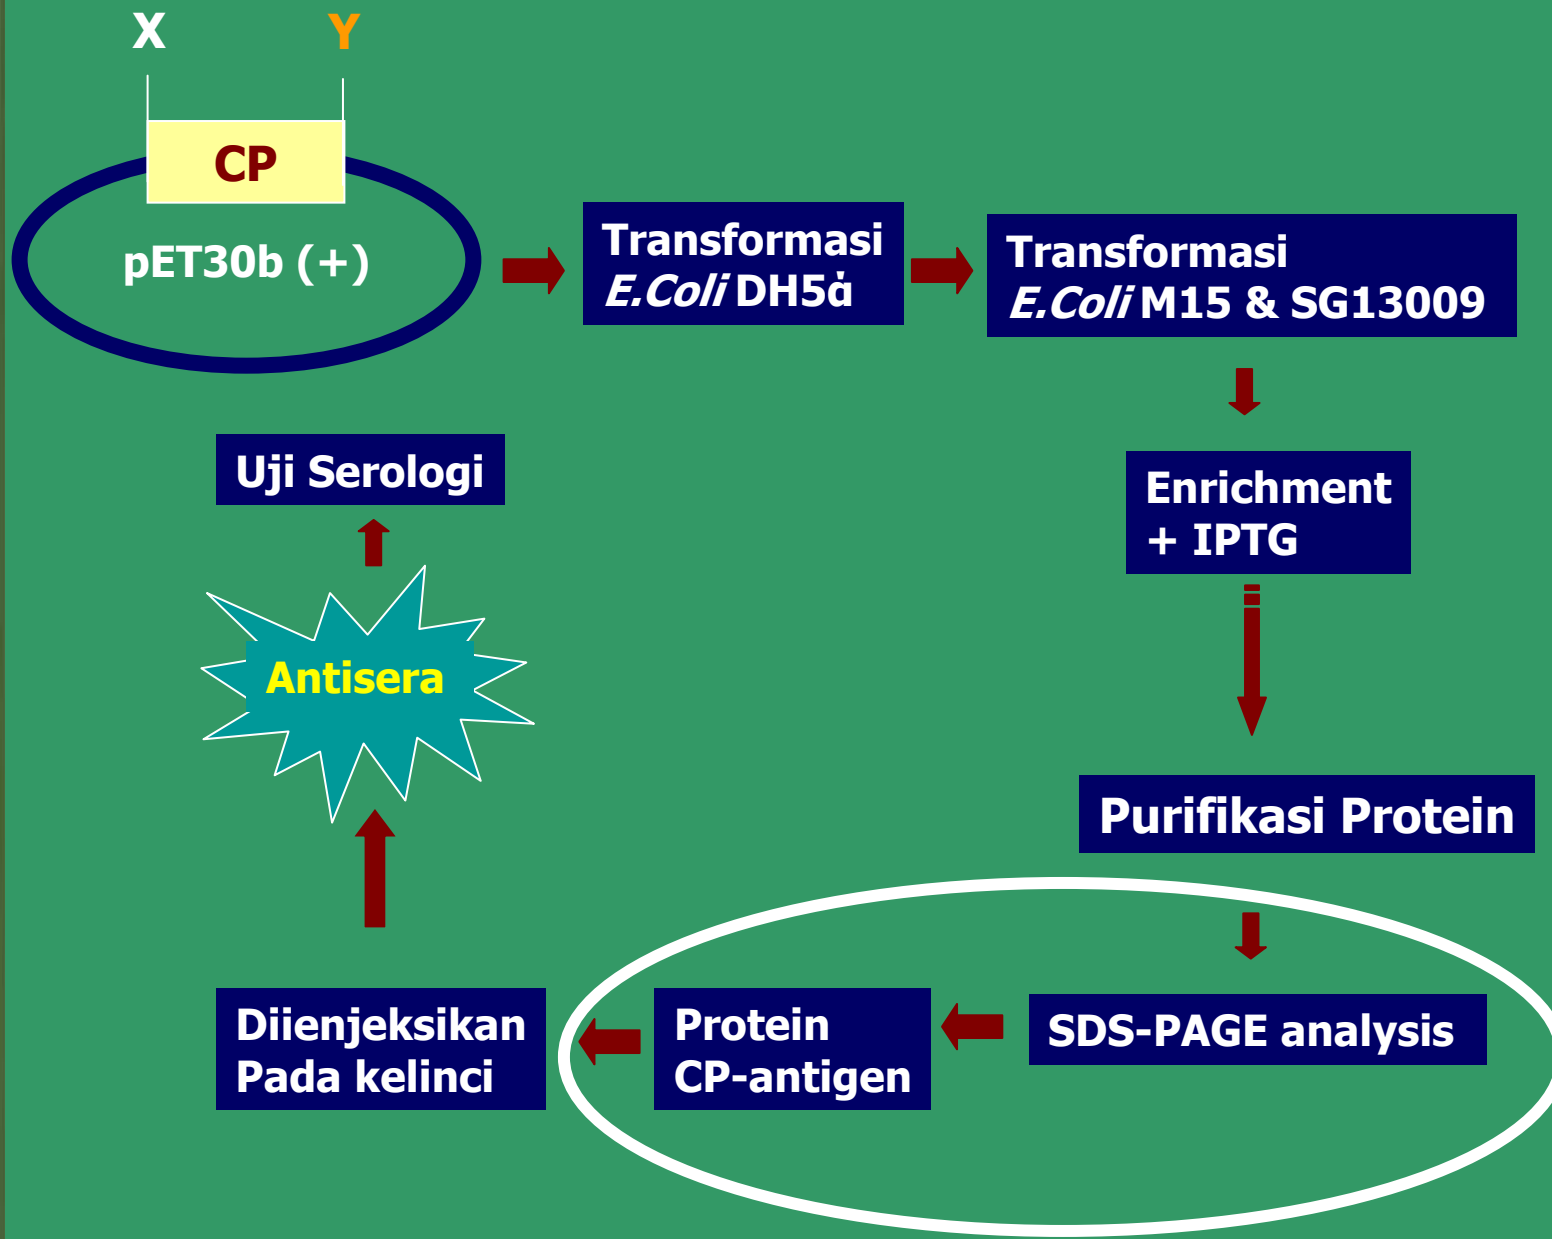 X Y
CP
pET30b (+)
Transformasi
E.Coli DH5ά
Transformasi
E.Coli M15 & SG13009
Enrichment
+ IPTG
Purifikasi Protein
SDS-PAGE analysis
Protein
CP-antigen
Diienjeksikan
Pada kelinci
Antisera
Uji Serologi